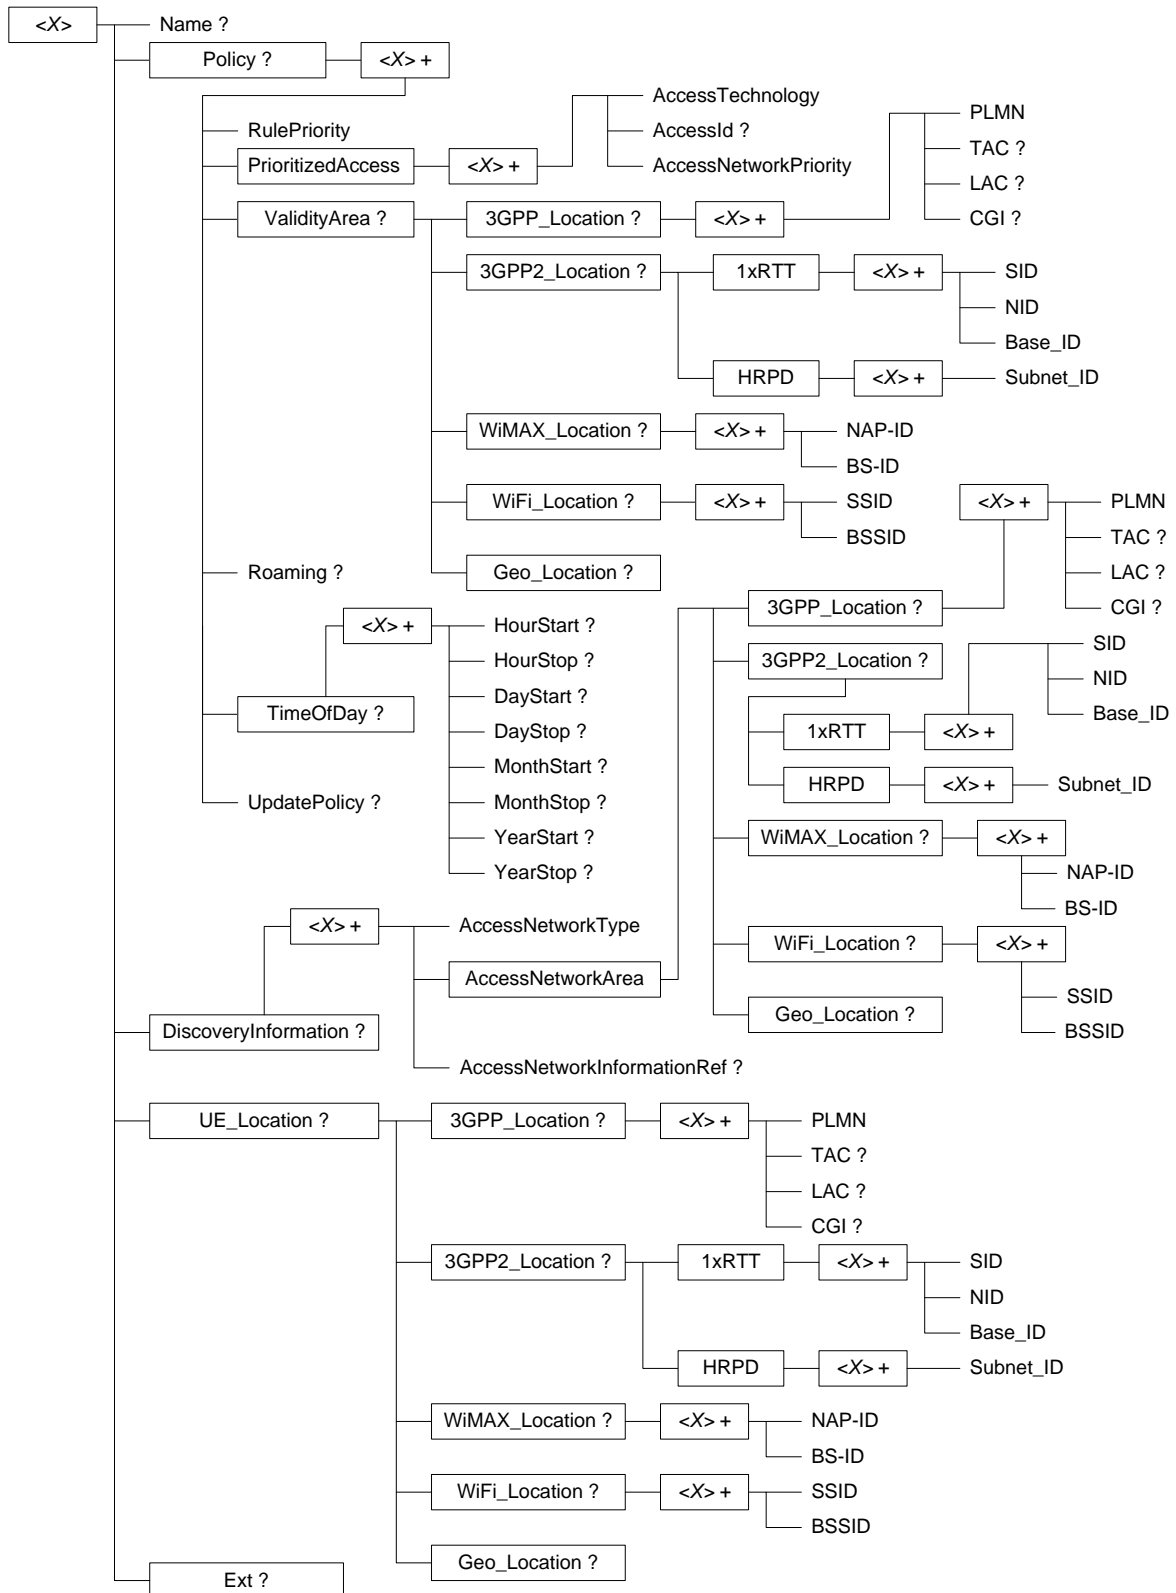 <X>
Name ?
Policy ?
<X> +
RulePriority
PrioritizedAccess
<X> +
AccessTechnology
AccessId ?
AccessNetworkPriority
ValidityArea ?
3GPP_Location ?
<X> +
PLMN
TAC ?
LAC ?
CGI ?
3GPP2_Location ?
1xRTT
<X> +
SID
NID
Base_ID
HRPD
<X> +
Subnet_ID
WiMAX_Location ?
<X> +
NAP-ID
BS-ID
WiFi_Location ?
<X> +
SSID
BSSID
Geo_Location ?
Roaming ?
TimeOfDay ?
<X> +
HourStart ?
HourStop ?
DayStart ?
DayStop ?
MonthStart ?
MonthStop ?
YearStart ?
YearStop ?
UpdatePolicy ?
DiscoveryInformation ?
<X> +
AccessNetworkType
AccessNetworkArea
3GPP_Location ?
<X> +
PLMN
TAC ?
LAC ?
CGI ?
3GPP2_Location ?
1xRTT
<X> +
SID
NID
Base_ID
HRPD
<X> +
Subnet_ID
WiMAX_Location ?
<X> +
NAP-ID
BS-ID
WiFi_Location ?
<X> +
SSID
BSSID
Geo_Location ?
AccessNetworkInformationRef ?
UE_Location ?
3GPP_Location ?
<X> +
PLMN
TAC ?
LAC ?
CGI ?
3GPP2_Location ?
1xRTT
<X> +
SID
NID
Base_ID
HRPD
<X> +
Subnet_ID
WiMAX_Location ?
<X> +
NAP-ID
BS-ID
WiFi_Location ?
<X> +
SSID
BSSID
Geo_Location ?
Ext ?